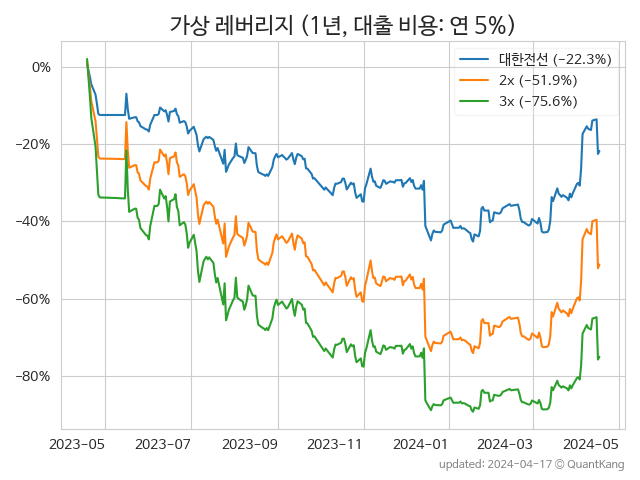 가상 레버리지 (1년, 대출 비용: 연 5%)
대한전선 (−22.3%)
2x (−51.9%)
3x (−75.6%)
0%
−20%
−40%
−60%
−80%
2023-05 2023-07 2023-09 2023-11 2024-01 2024-03 2024-05
updated: 2024-04-17 © QuantKang